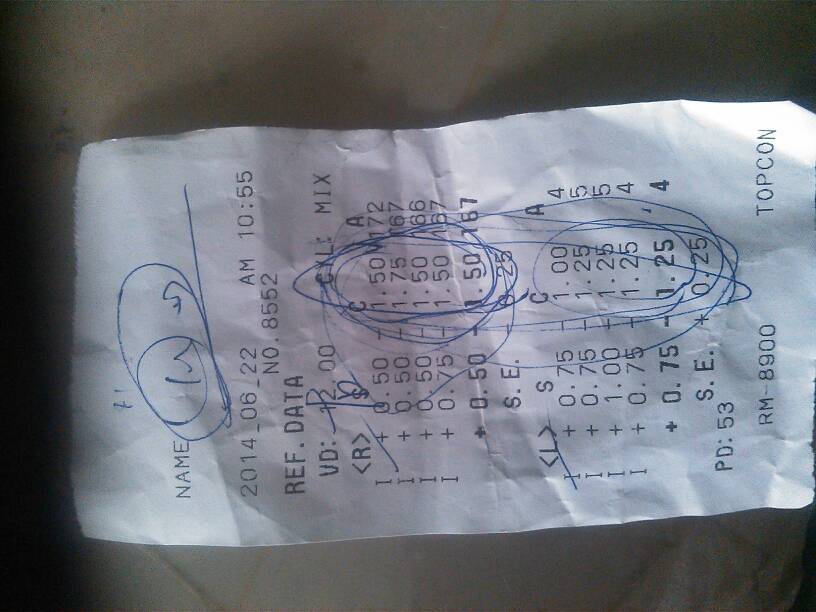 NAME
2014_06_22 AM 10:55
NO.8552
REF.DATA
VD: 12.00 CYL: MIX
<R> S C A
I + 0.50 - 1.50 172
I + 0.50 - 1.75 167
I + 0.50 - 1.50 166
I + 0.75 - 1.50 167
+ 0.50 - 1.50 167
S.E. - 0.25
<L> S C A
I + 0.75 - 1.00 4
I + 0.75 - 1.25 5
I + 1.00 - 1.25 5
I + 0.75 - 1.25 4
+ 0.75 - 1.25 4
S.E. + 0.25
PD: 53
RM-8900 TOPCON